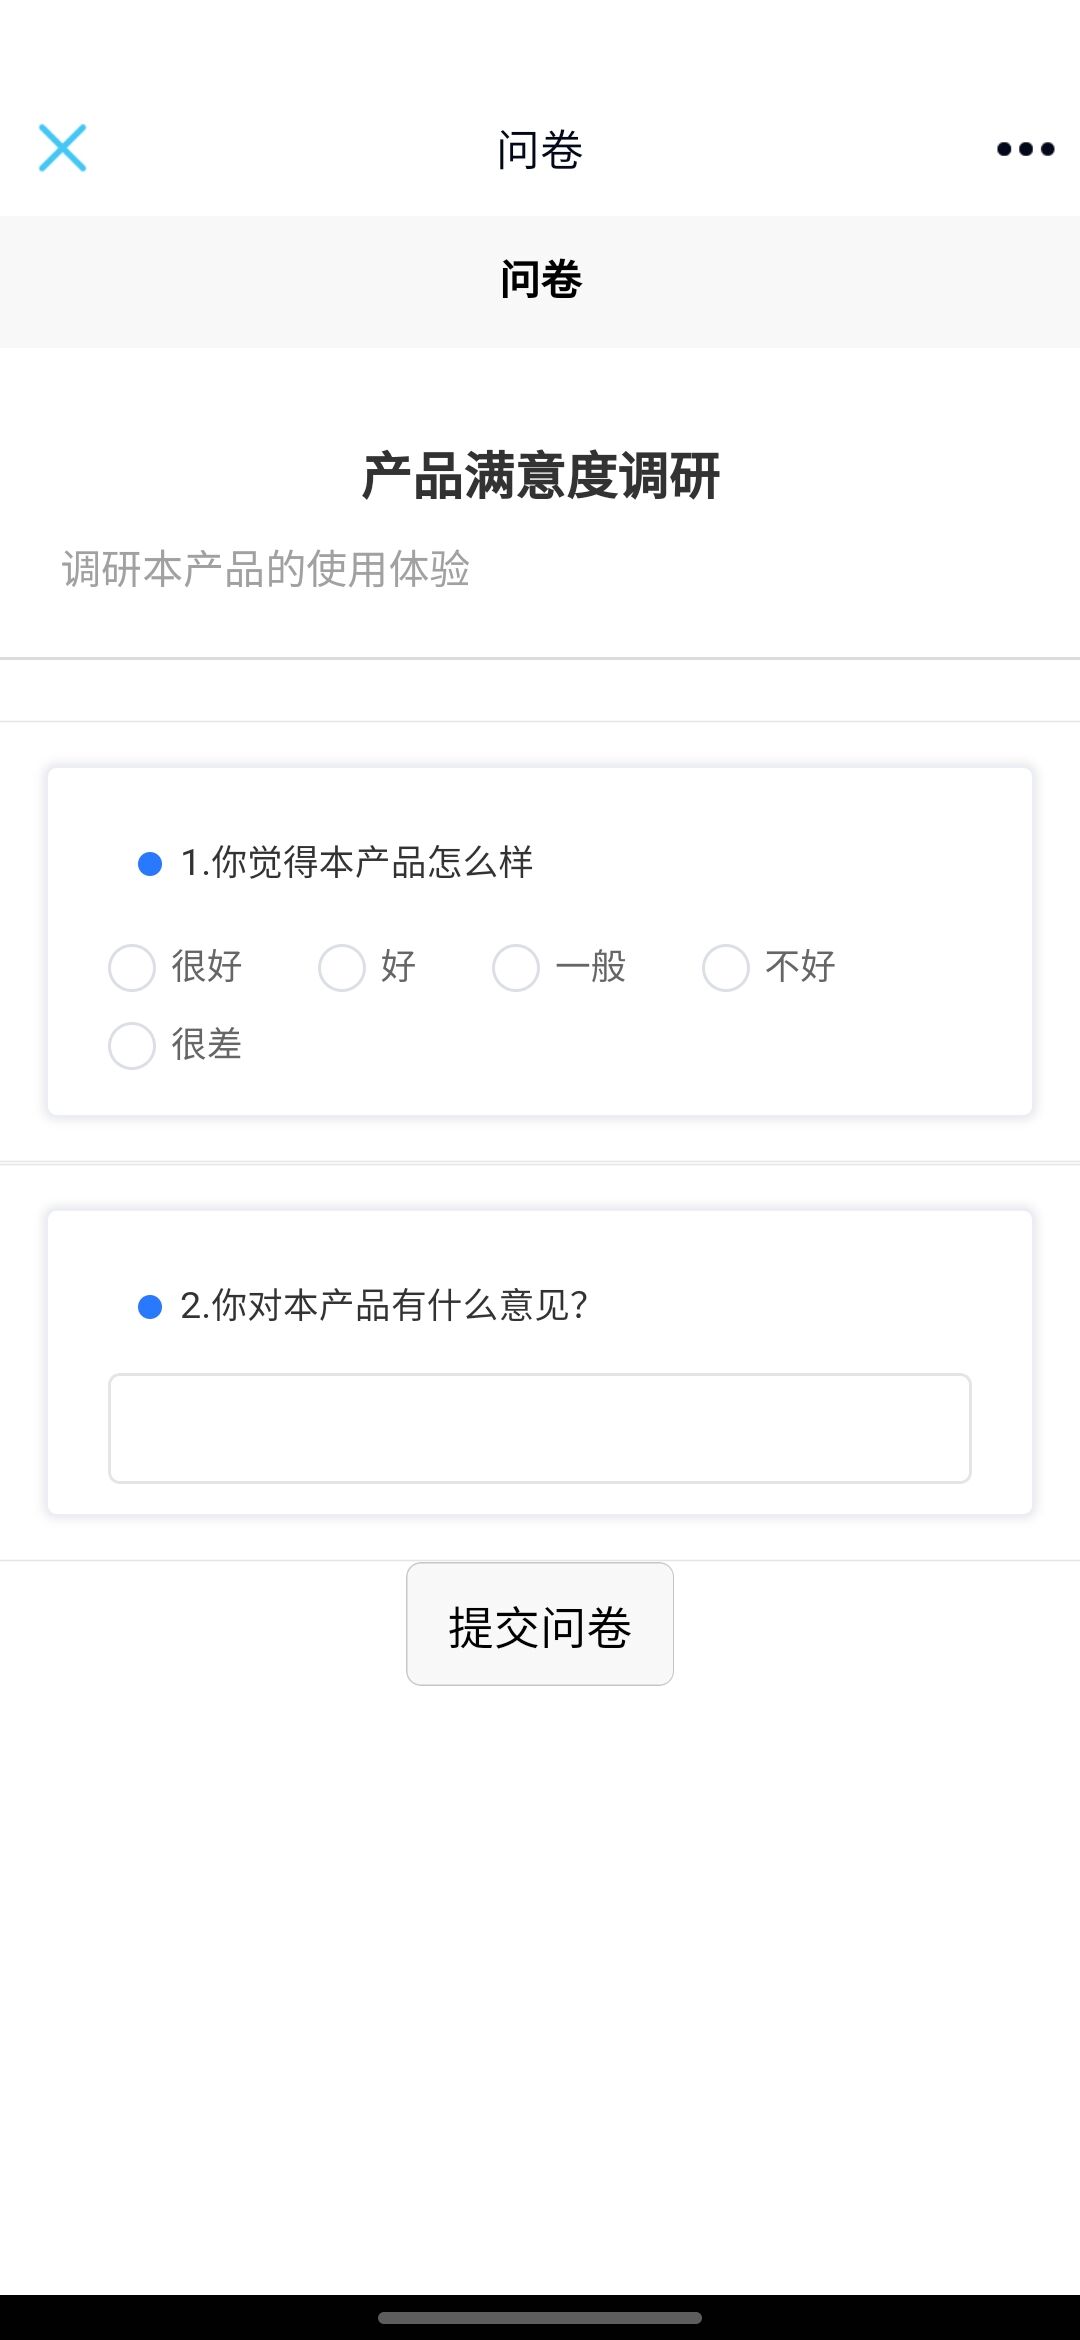 问卷
问卷
产品满意度调研
调研本产品的使用体验
1.你觉得本产品怎么样
很好 好 一般 不好
很差
2.你对本产品有什么意见?
提交问卷